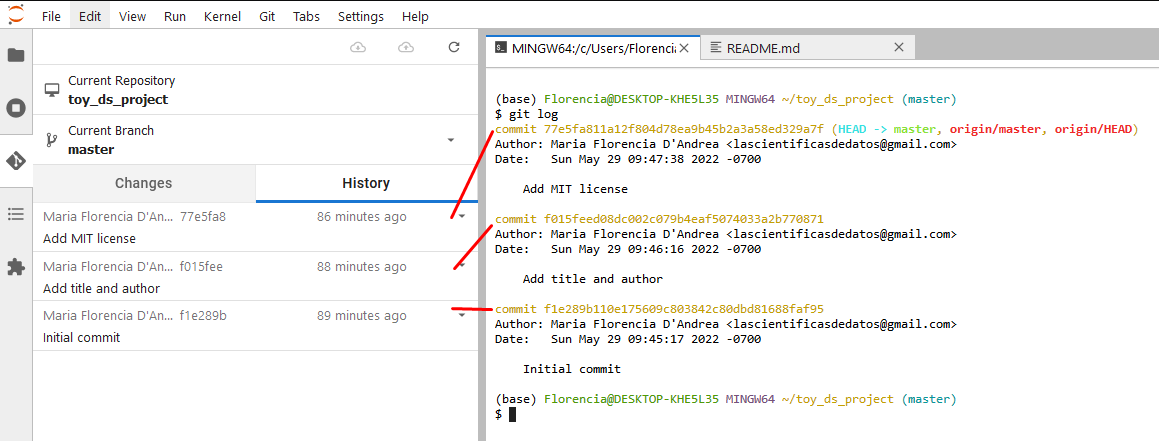 File Edit View Run Kernel Git Tabs Settings Help
Current Repository
toy_ds_project
Current Branch
master
Changes History
Maria Florencia D'An... 77e5fa8 86 minutes ago
Add MIT license
Maria Florencia D'An... f015fee 88 minutes ago
Add title and author
Maria Florencia D'An... f1e289b 89 minutes ago
Initial commit
MINGW64:/c/Users/Florencia README.md
(base) Florencia@DESKTOP-KHE5L35 MINGW64 ~/toy_ds_project (master)
$ git log
commit 77e5fa811a12f804d78ea9b45b2a3a58ed329a7f (HEAD -> master, origin/master, origin/HEAD)
Author: Maria Florencia D'Andrea <lascientificasdedatos@gmail.com>
Date:   Sun May 29 09:47:38 2022 -0700
Add MIT license
commit f015feed08dc002c079b4eaf5074033a2b770871
Author: Maria Florencia D'Andrea <lascientificasdedatos@gmail.com>
Date:   Sun May 29 09:46:16 2022 -0700
Add title and author
commit f1e289b110e175609c803842c80dbd81688faf95
Author: Maria Florencia D'Andrea <lascientificasdedatos@gmail.com>
Date:   Sun May 29 09:45:17 2022 -0700
Initial commit
(base) Florencia@DESKTOP-KHE5L35 MINGW64 ~/toy_ds_project (master)
$